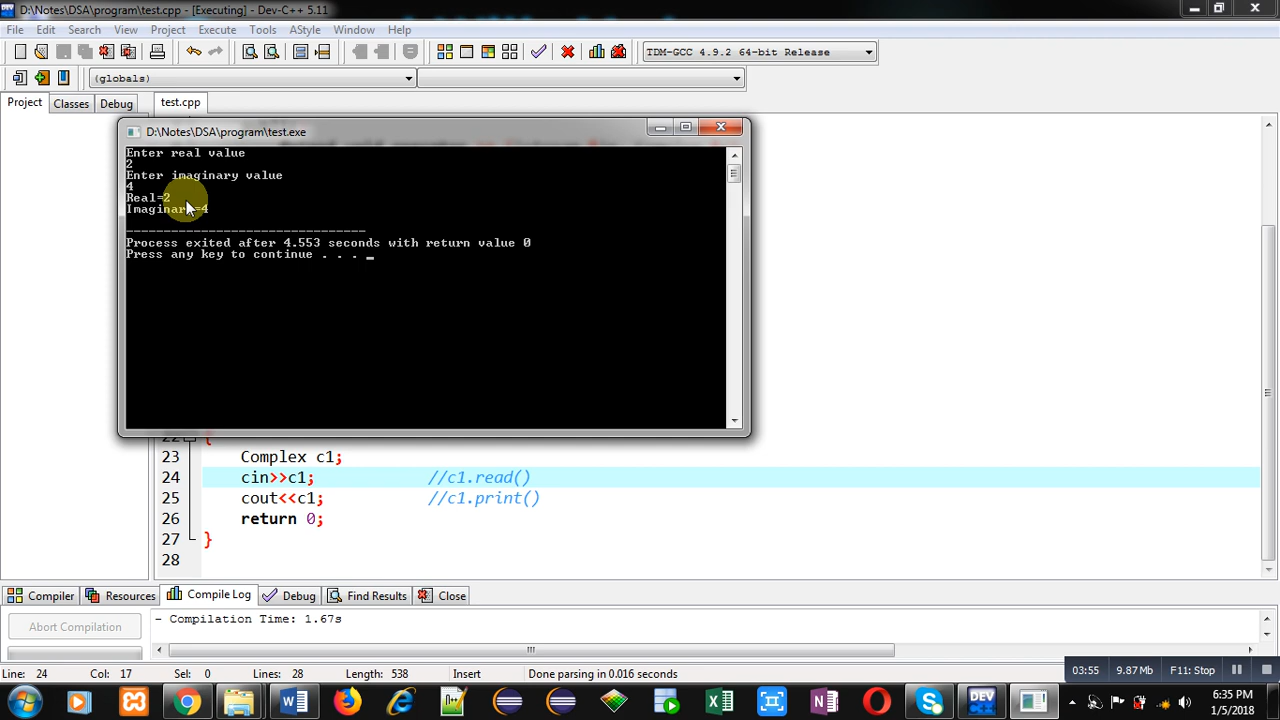 D:\Notes\DSA\program\test.cpp - [Executing] - Dev-C++ 5.11
File Edit Search View Project Execute Tools AStyle Window Help
TDM-GCC 4.9.2 64-bit Release
(globals)
Project Classes Debug test.cpp
D:\Notes\DSA\program\test.exe
Enter real value
2
Enter imaginary value
4
Real=2
Imaginary=4
--------------------------------
Process exited after 4.553 seconds with return value 0
Press any key to continue . . . _
22 {
23 Complex c1;
24 cin>>c1; //c1.read()
25 cout<<c1; //c1.print()
26 return 0;
27 }
28
Compiler Resources Compile Log Debug Find Results Close
Abort Compilation
- Compilation Time: 1.67s
Line: 24 Col: 17 Sel: 0 Lines: 28 Length: 538 Insert Done parsing in 0.016 seconds
03:55 9.87 Mb F11: Stop
6:35 PM
1/5/2018